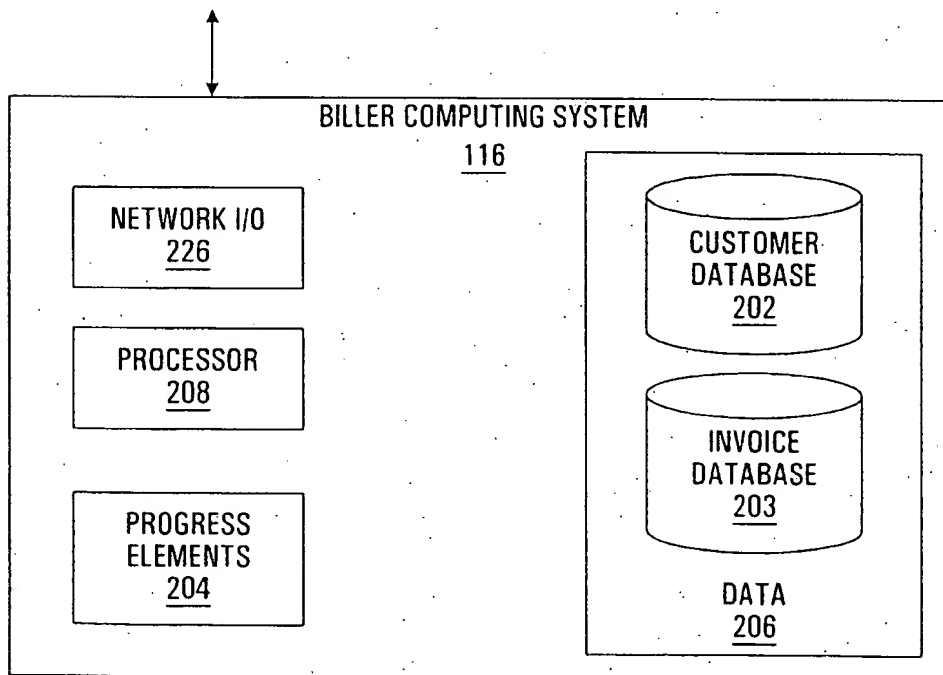 BILLER COMPUTING SYSTEM
116
NETWORK I/O
226
PROCESSOR
208
PROGRESS
ELEMENTS
204
CUSTOMER
DATABASE
202
INVOICE
DATABASE
203
DATA
206